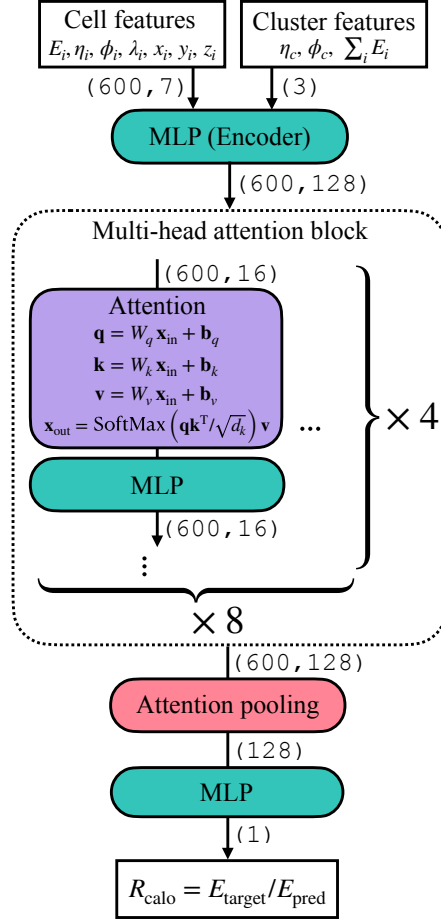 Cell features
E_i, η_i, ϕ_i, λ_i, x_i, y_i, z_i
Cluster features
η_c, ϕ_c, ∑_i E_i
(600,7)
(3)
MLP (Encoder)
(600,128)
Multi-head attention block
(600,16)
Attention
q = W_q x_in + b_q
k = W_k x_in + b_k
v = W_v x_in + b_v
x_out = SoftMax (qk^T/√d_k) v
...
× 4
MLP
(600,16)
⋮
× 8
(600,128)
Attention pooling
(128)
MLP
(1)
R_calo = E_target/E_pred